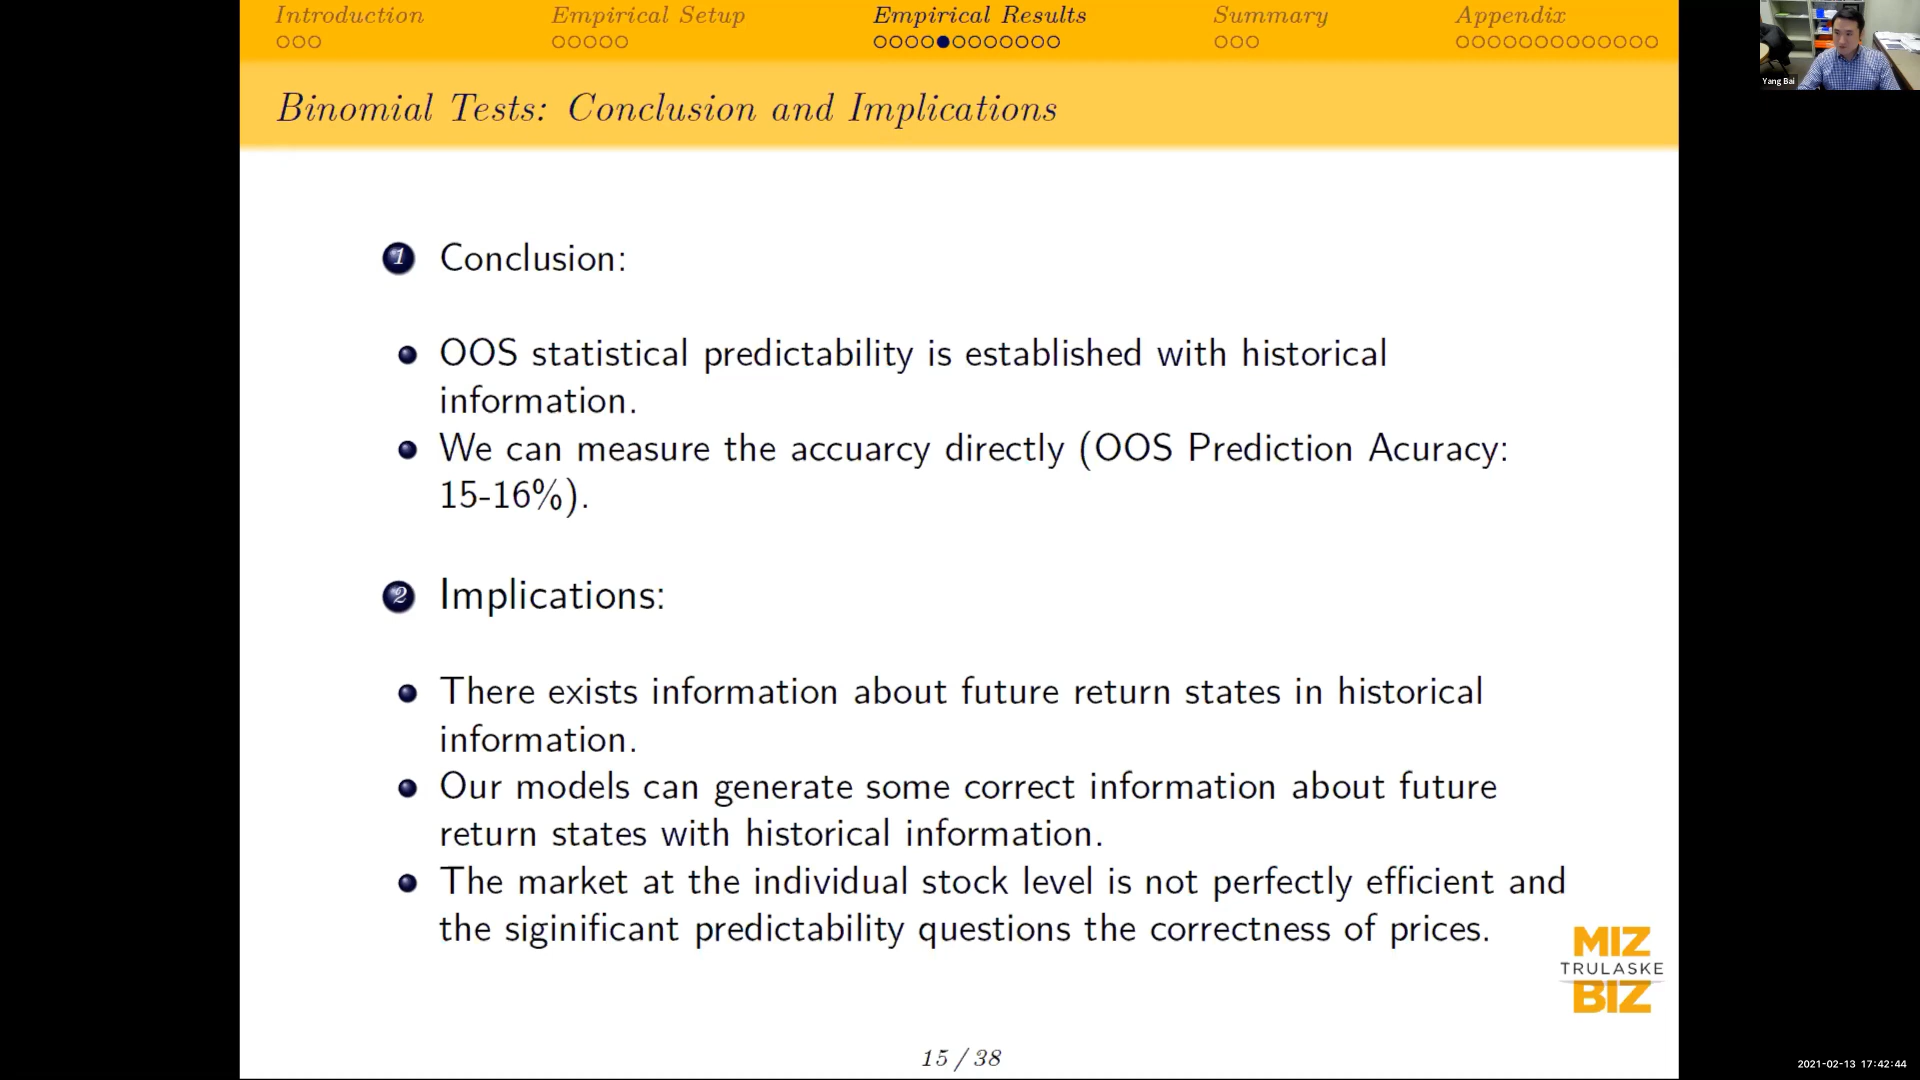 Introduction Empirical Setup Empirical Results Summary Appendix
Yang Bai
Binomial Tests: Conclusion and Implications
1 Conclusion:
OOS statistical predictability is established with historical
information.
We can measure the accuarcy directly (OOS Prediction Acuracy:
15-16%).
2 Implications:
There exists information about future return states in historical
information.
Our models can generate some correct information about future
return states with historical information.
The market at the individual stock level is not perfectly efficient and
the siginificant predictability questions the correctness of prices.
MIZ
TRULASKE
BIZ
15 / 38
2021-02-13 17:42:44